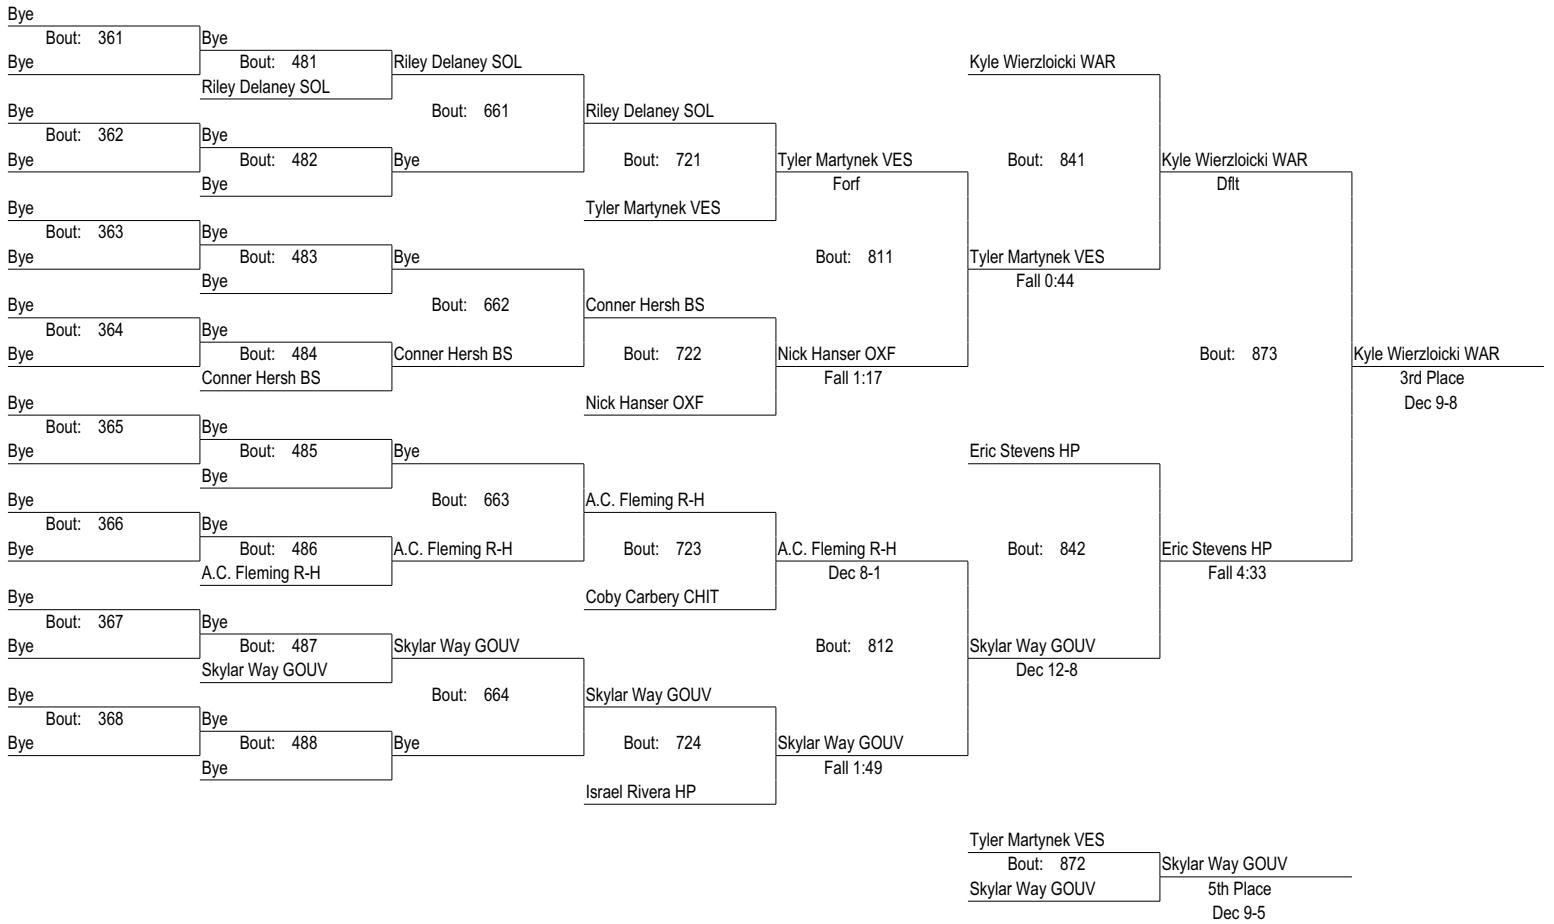 Bye
Bout: 361
Bye
Bye
Bout: 481
Riley Delaney SOL
Riley Delaney SOL
Bye
Bout: 362
Bye
Bye
Bout: 482
Bye
Bye
Bout: 661
Riley Delaney SOL
Bout: 721
Tyler Martynek VES
Tyler Martynek VES
Forf
Bye
Bout: 363
Bye
Bye
Bout: 483
Bye
Bye
Bye
Bout: 364
Bye
Bye
Bout: 484
Conner Hersh BS
Conner Hersh BS
Bout: 662
Conner Hersh BS
Bout: 722
Nick Hanser OXF
Nick Hanser OXF
Fall 1:17
Bout: 811
Tyler Martynek VES
Fall 0:44
Kyle Wierzloicki WAR
Bout: 841
Kyle Wierzloicki WAR
Dflt
Bye
Bout: 365
Bye
Bye
Bout: 485
Bye
Bye
Bye
Bout: 366
Bye
Bye
Bout: 486
A.C. Fleming R-H
A.C. Fleming R-H
Bout: 663
A.C. Fleming R-H
Bout: 723
Coby Carbery CHIT
A.C. Fleming R-H
Dec 8-1
Bye
Bout: 367
Bye
Bye
Bout: 487
Skylar Way GOUV
Skylar Way GOUV
Bye
Bout: 368
Bye
Bye
Bout: 488
Bye
Bye
Bout: 664
Skylar Way GOUV
Bout: 724
Israel Rivera HP
Skylar Way GOUV
Fall 1:49
Bout: 812
Skylar Way GOUV
Dec 12-8
Eric Stevens HP
Bout: 842
Eric Stevens HP
Fall 4:33
Bout: 873
Kyle Wierzloicki WAR
3rd Place
Dec 9-8
Tyler Martynek VES
Bout: 872
Skylar Way GOUV
Skylar Way GOUV
5th Place
Dec 9-5